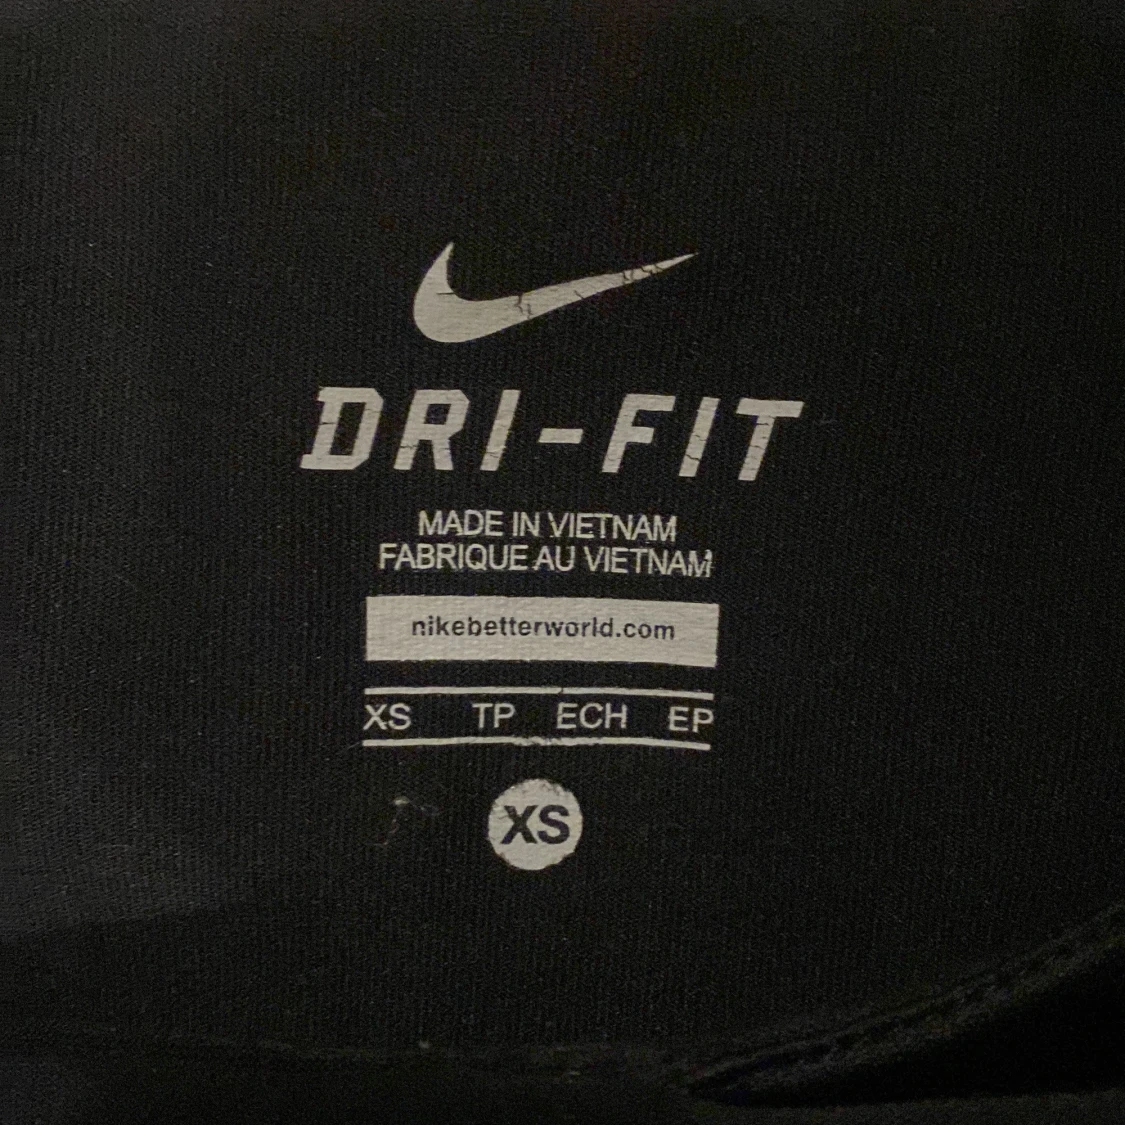 DRI-FIT
MADE IN VIETNAM
FABRIQUE AU VIETNAM
nikebetterworld.com
XS TP ECH EP
XS